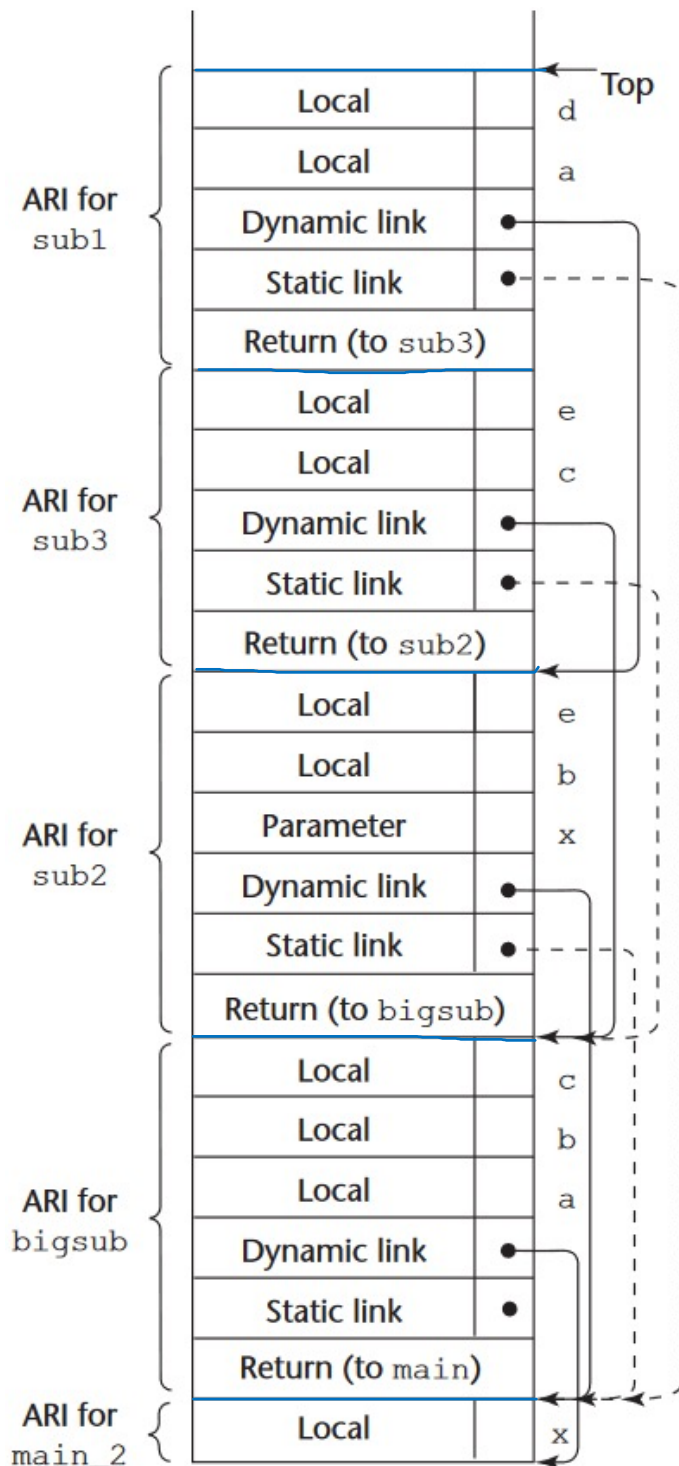 Top
Local
d
Local
a
ARI for
sub1
Dynamic link
Static link
Return (to sub3)
Local
e
Local
c
ARI for
sub3
Dynamic link
Static link
Return (to sub2)
Local
e
Local
b
Parameter
x
ARI for
sub2
Dynamic link
Static link
Return (to bigsub)
Local
c
Local
b
Local
a
ARI for
bigsub
Dynamic link
Static link
Return (to main)
ARI for
main_2
Local
x